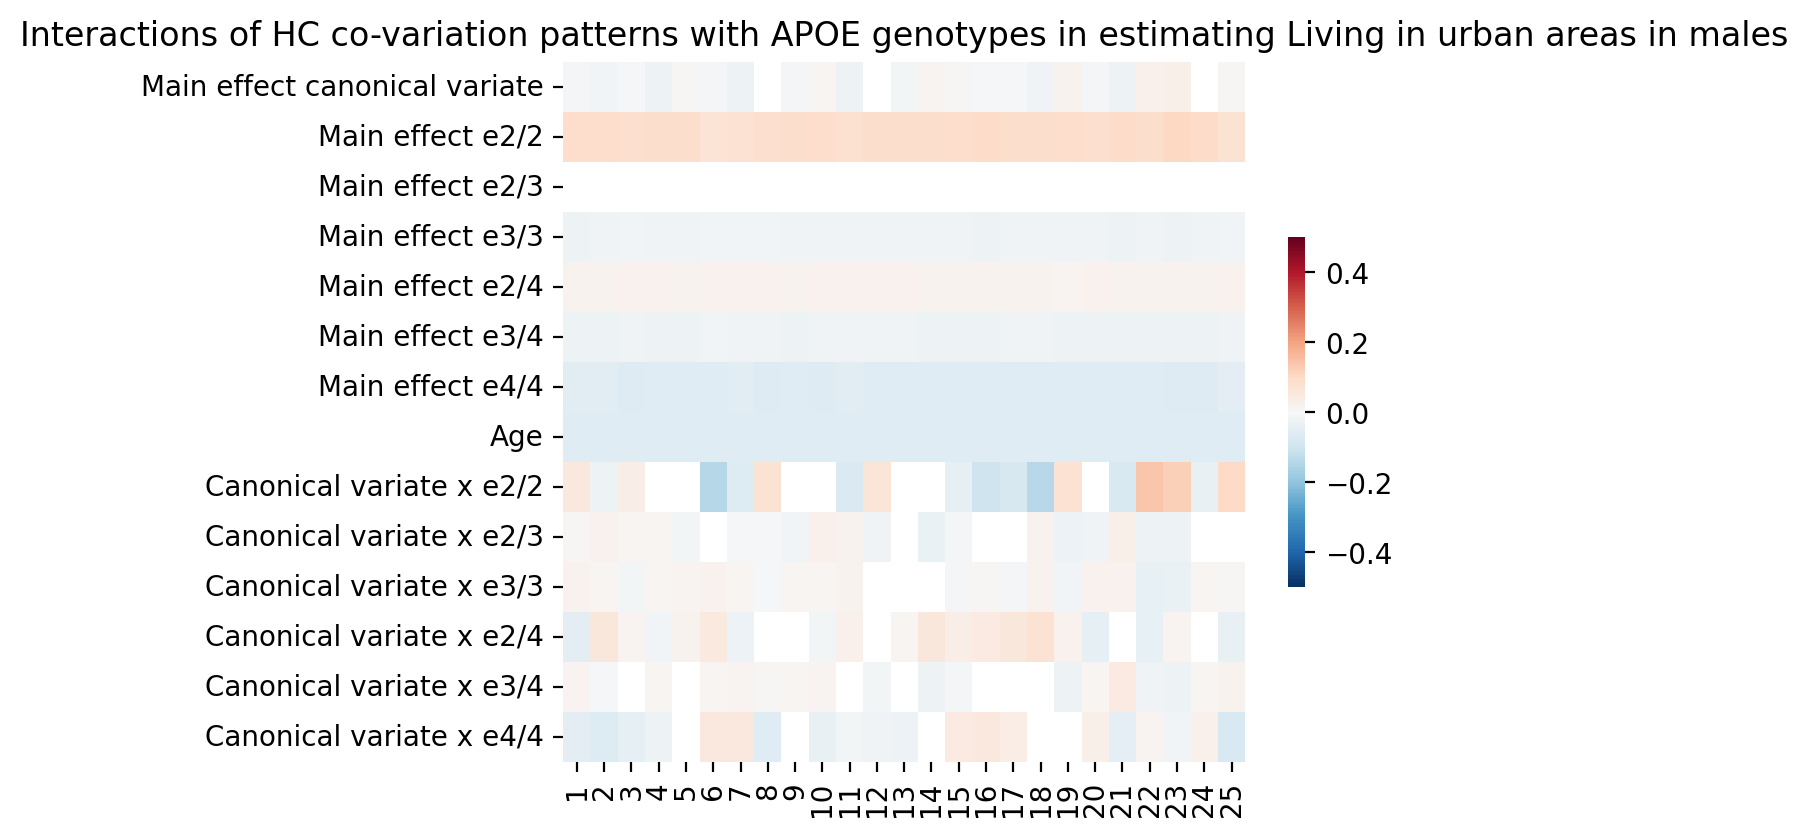 Interactions of HC co-variation patterns with APOE genotypes in estimating Living in urban areas in males
Main effect canonical variate
Main effect e2/2
Main effect e2/3
Main effect e3/3
Main effect e2/4
Main effect e3/4
Main effect e4/4
Age
Canonical variate x e2/2
Canonical variate x e2/3
Canonical variate x e3/3
Canonical variate x e2/4
Canonical variate x e3/4
Canonical variate x e4/4
1
2
3
4
5
6
7
8
9
10
11
12
13
14
15
16
17
18
19
20
21
22
23
24
25
0.4
0.2
0.0
−0.2
−0.4